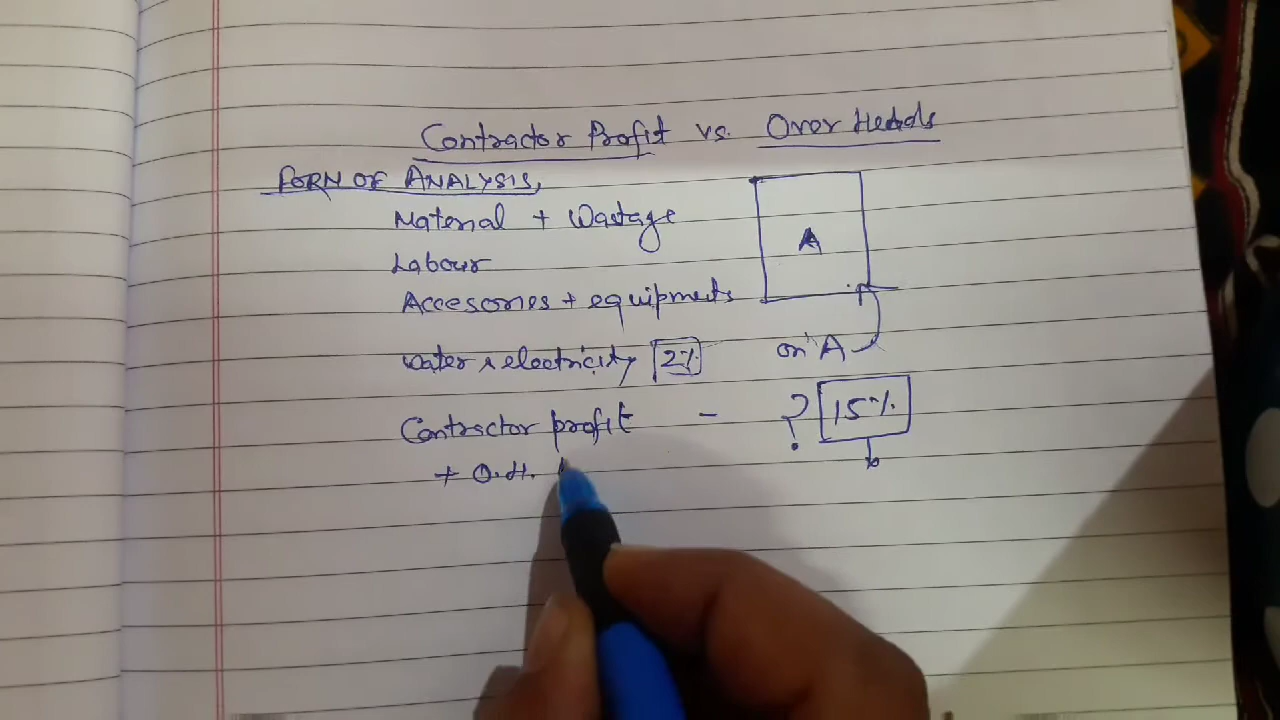 Contractor Profit vs. Over Heads
FORM OF ANALYSIS,
Material + Wastage
A
Labour
Accesories + equipments
water & electricity 2% on A
Contractor profit - ? 15%
+ O.H.